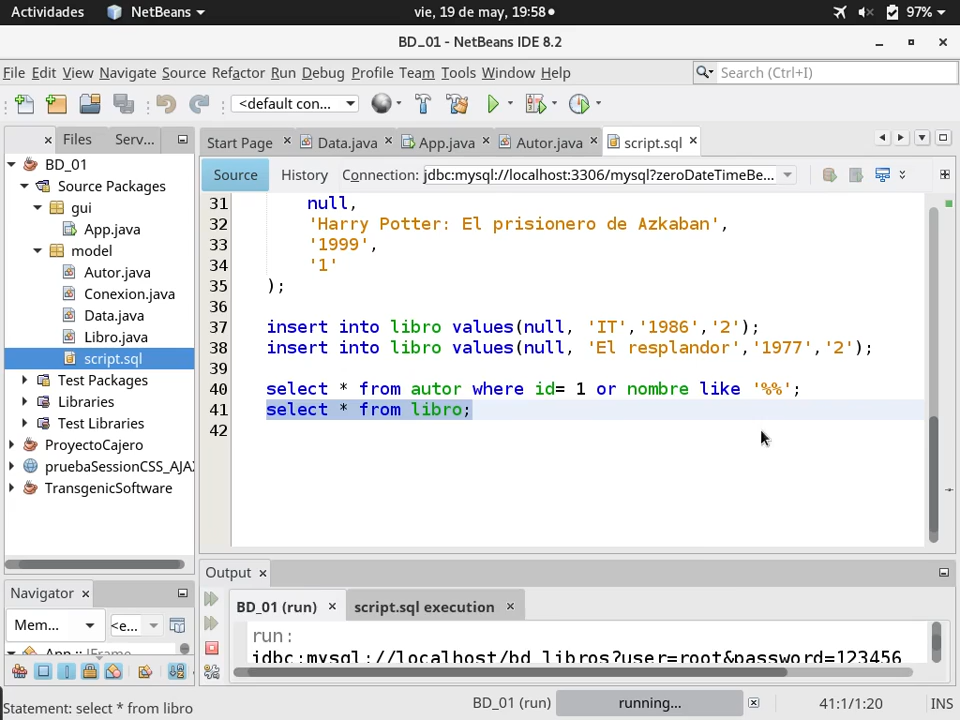 Actividades NetBeans vie, 19 de may, 19:58 97%
BD_01 - NetBeans IDE 8.2
File Edit View Navigate Source Refactor Run Debug Profile Team Tools Window Help Search (Ctrl+I)
<default con...
Files Serv... Start Page Data.java App.java Autor.java script.sql
Source History Connection: jdbc:mysql://localhost:3306/mysql?zeroDateTimeBe...
BD_01
Source Packages
gui
App.java
model
Autor.java
Conexion.java
Data.java
Libro.java
script.sql
Test Packages
Libraries
Test Libraries
ProyectoCajero
pruebaSessionCSS_AJA
TransgenicSoftware
31 null,
32 'Harry Potter: El prisionero de Azkaban',
33 '1999',
34 '1'
35 );
36
37 insert into libro values(null, 'IT','1986','2');
38 insert into libro values(null, 'El resplandor','1977','2');
39
40 select * from autor where id= 1 or nombre like '%%';
41 select * from libro;
42
Navigator
Mem... <e...
App :: JFrame
Output
BD_01 (run) script.sql execution
run:
jdbc:mysql://localhost/bd_libros?user=root&password=123456
Statement: select * from libro BD_01 (run) running... 41:1/1:20 INS